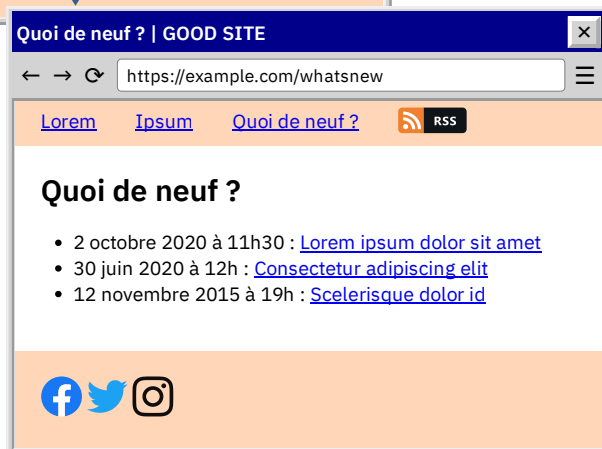 Quoi de neuf ? | GOOD SITE
https://example.com/whatsnew
Lorem Ipsum Quoi de neuf ? RSS
Quoi de neuf ?
• 2 octobre 2020 à 11h30 : Lorem ipsum dolor sit amet
• 30 juin 2020 à 12h : Consectetur adipiscing elit
• 12 novembre 2015 à 19h : Scelerisque dolor id